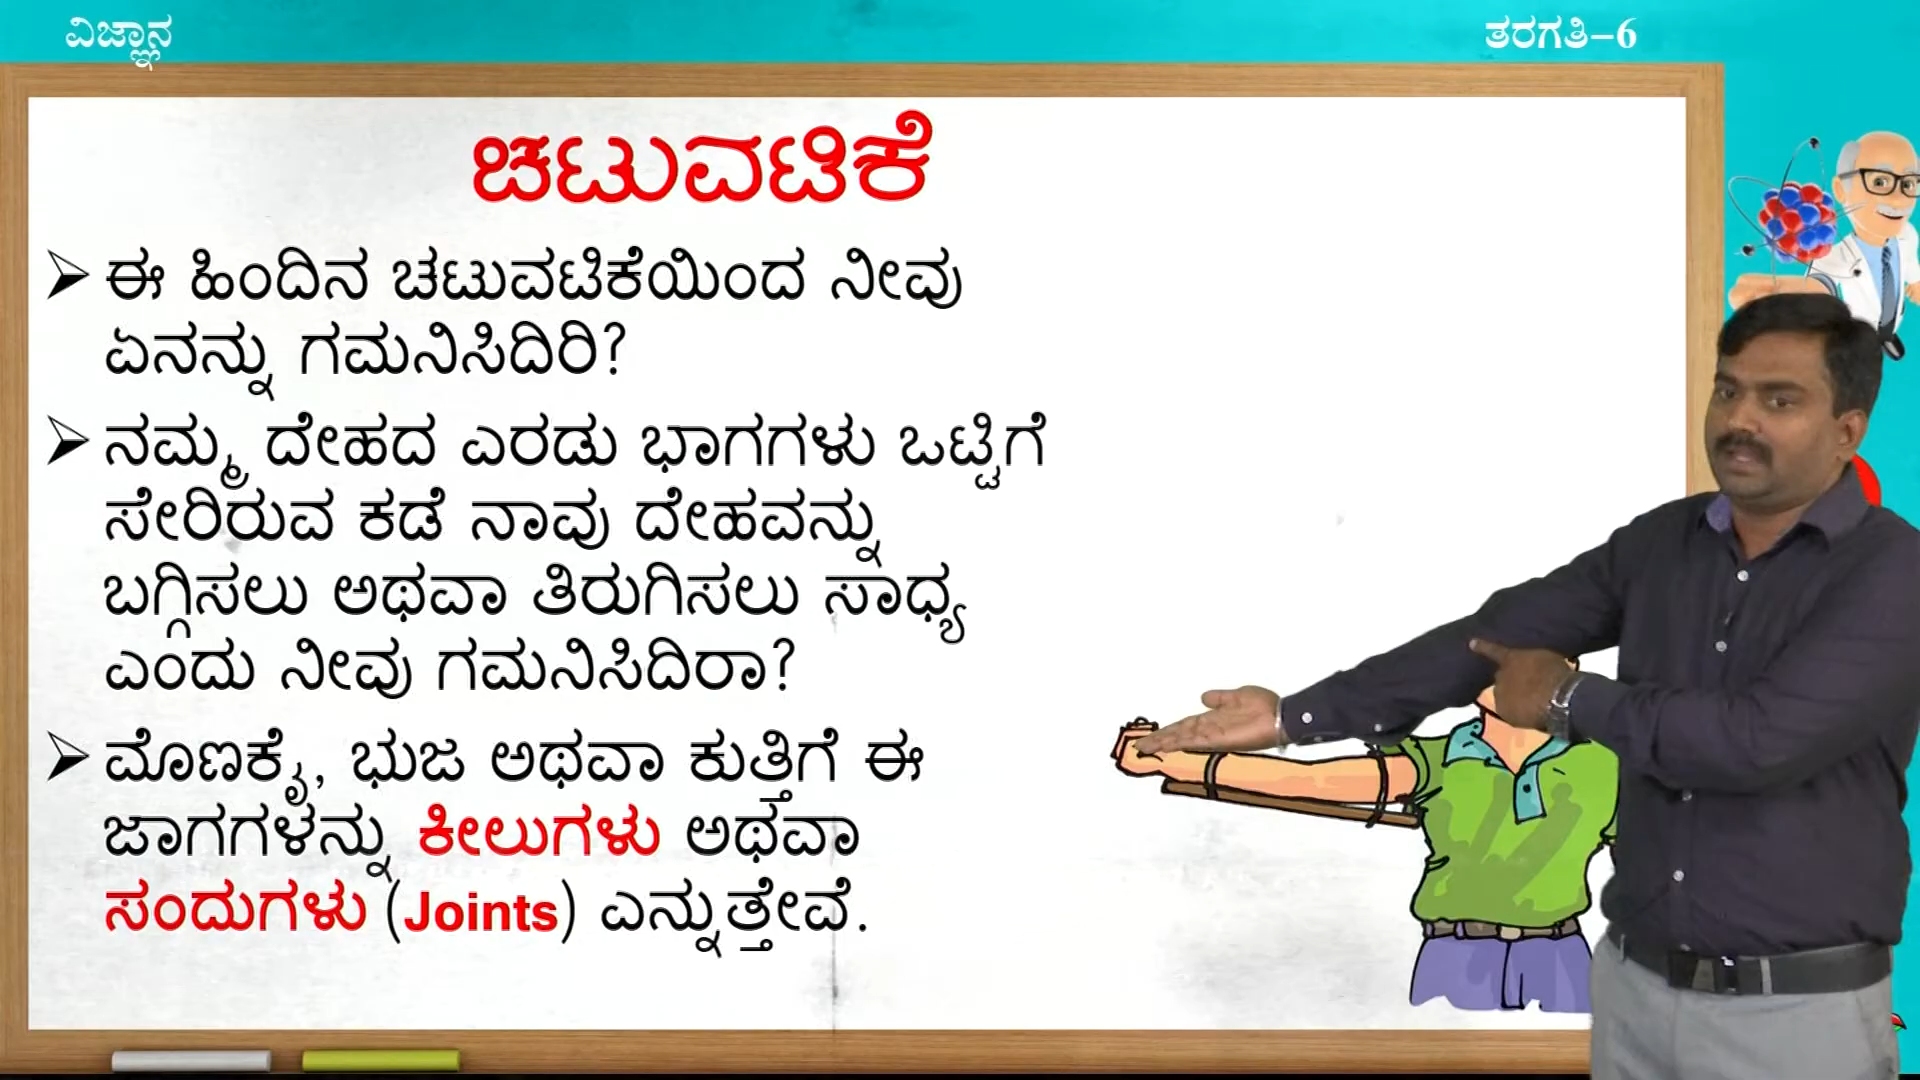 ವಿಜ್ಞಾನ
ತರಗತಿ–6
ಚಟುವಟಿಕೆ
ಈ ಹಿಂದಿನ ಚಟುವಟಿಕೆಯಿಂದ ನೀವು
ಏನನ್ನು ಗಮನಿಸಿದಿರಿ?
ನಮ್ಮ ದೇಹದ ಎರಡು ಭಾಗಗಳು ಒಟ್ಟಿಗೆ
ಸೇರಿರುವ ಕಡೆ ನಾವು ದೇಹವನ್ನು
ಬಗ್ಗಿಸಲು ಅಥವಾ ತಿರುಗಿಸಲು ಸಾಧ್ಯ
ಎಂದು ನೀವು ಗಮನಿಸಿದಿರಾ?
ಮೊಣಕೈ, ಭುಜ ಅಥವಾ ಕುತ್ತಿಗೆ ಈ
ಜಾಗಗಳನ್ನು ಕೀಲುಗಳು ಅಥವಾ
ಸಂದುಗಳು (Joints) ಎನ್ನುತ್ತೇವೆ.